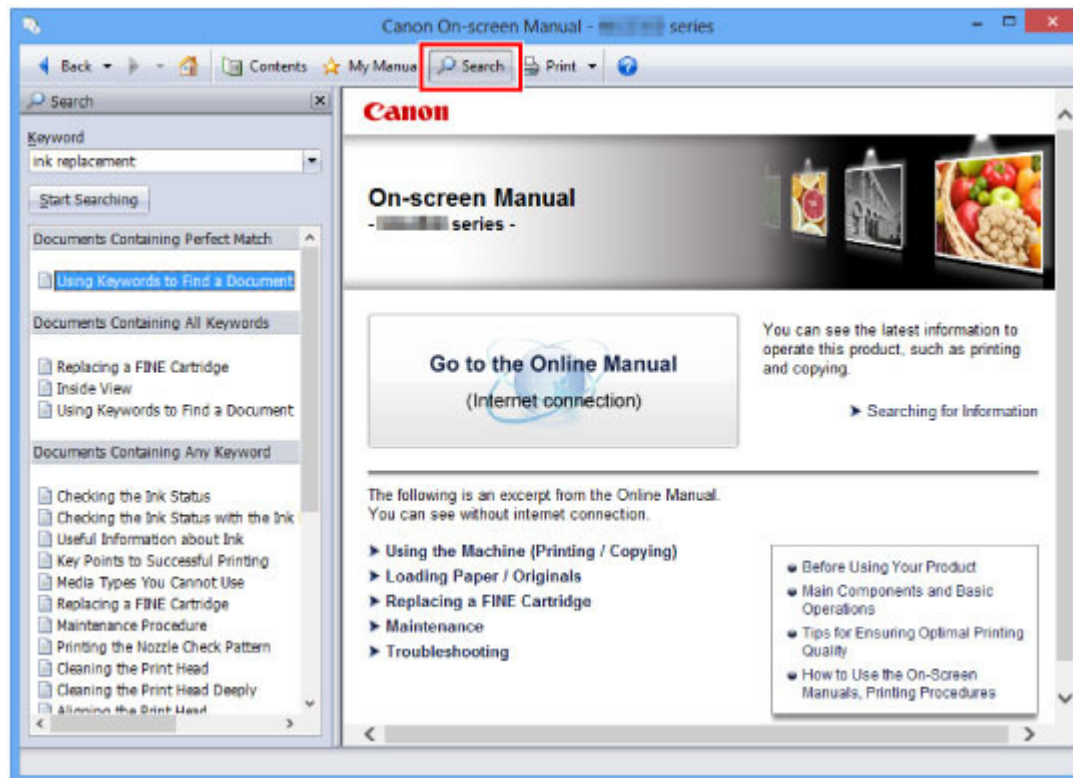 Canon On-screen Manual - series
Back
Contents
My Manua
Search
Print
Search
Keyword
ink replacement
Start Searching
Documents Containing Perfect Match
Using Keywords to Find a Document
Documents Containing All Keywords
Replacing a FINE Cartridge
Inside View
Using Keywords to Find a Document
Documents Containing Any Keyword
Checking the Ink Status
Checking the Ink Status with the Ink
Useful Information about Ink
Key Points to Successful Printing
Media Types You Cannot Use
Replacing a FINE Cartridge
Maintenance Procedure
Printing the Nozzle Check Pattern
Cleaning the Print Head
Cleaning the Print Head Deeply
Aligning the Print Head
Canon
On-screen Manual
- series -
Go to the Online Manual
(Internet connection)
You can see the latest information to
operate this product, such as printing
and copying.
Searching for Information
The following is an excerpt from the Online Manual.
You can see without internet connection.
Using the Machine (Printing / Copying)
Loading Paper / Originals
Replacing a FINE Cartridge
Maintenance
Troubleshooting
Before Using Your Product
Main Components and Basic
Operations
Tips for Ensuring Optimal Printing
Quality
How to Use the On-Screen
Manuals, Printing Procedures